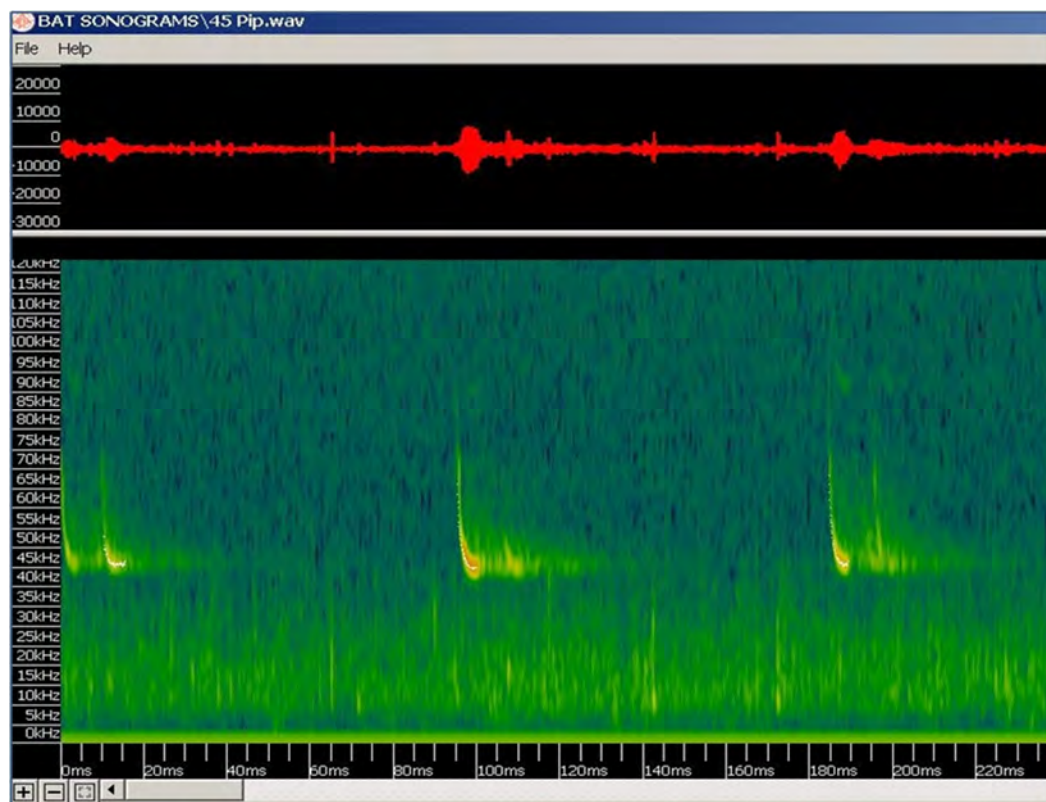 BAT SONOGRAMS\45 Pip.wav
File Help
20000
10000
0
-10000
-20000
-30000
120kHz
115kHz
110kHz
105kHz
100kHz
95kHz
90kHz
85kHz
80kHz
75kHz
70kHz
65kHz
60kHz
55kHz
50kHz
45kHz
40kHz
35kHz
30kHz
25kHz
20kHz
15kHz
10kHz
5kHz
0kHz
0ms 20ms 40ms 60ms 80ms 100ms 120ms 140ms 160ms 180ms 200ms 220ms